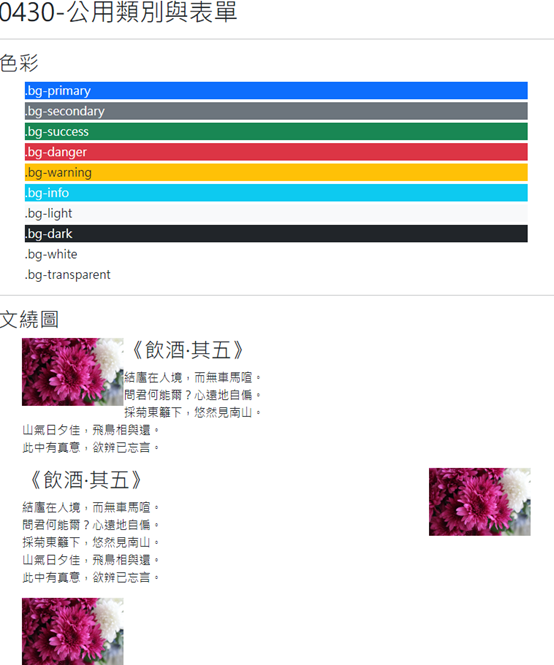 0430-公用類別與表單
色彩
.bg-primary
.bg-secondary
.bg-success
.bg-danger
.bg-warning
.bg-info
.bg-light
.bg-dark
.bg-white
.bg-transparent
文繞圖
《飲酒·其五》
結廬在人境，而無車馬喧。
問君何能爾？心遠地自偏。
採菊東籬下，悠然見南山。
山氣日夕佳，飛鳥相與還。
此中有真意，欲辨已忘言。
《飲酒·其五》
結廬在人境，而無車馬喧。
問君何能爾？心遠地自偏。
採菊東籬下，悠然見南山。
山氣日夕佳，飛鳥相與還。
此中有真意，欲辨已忘言。